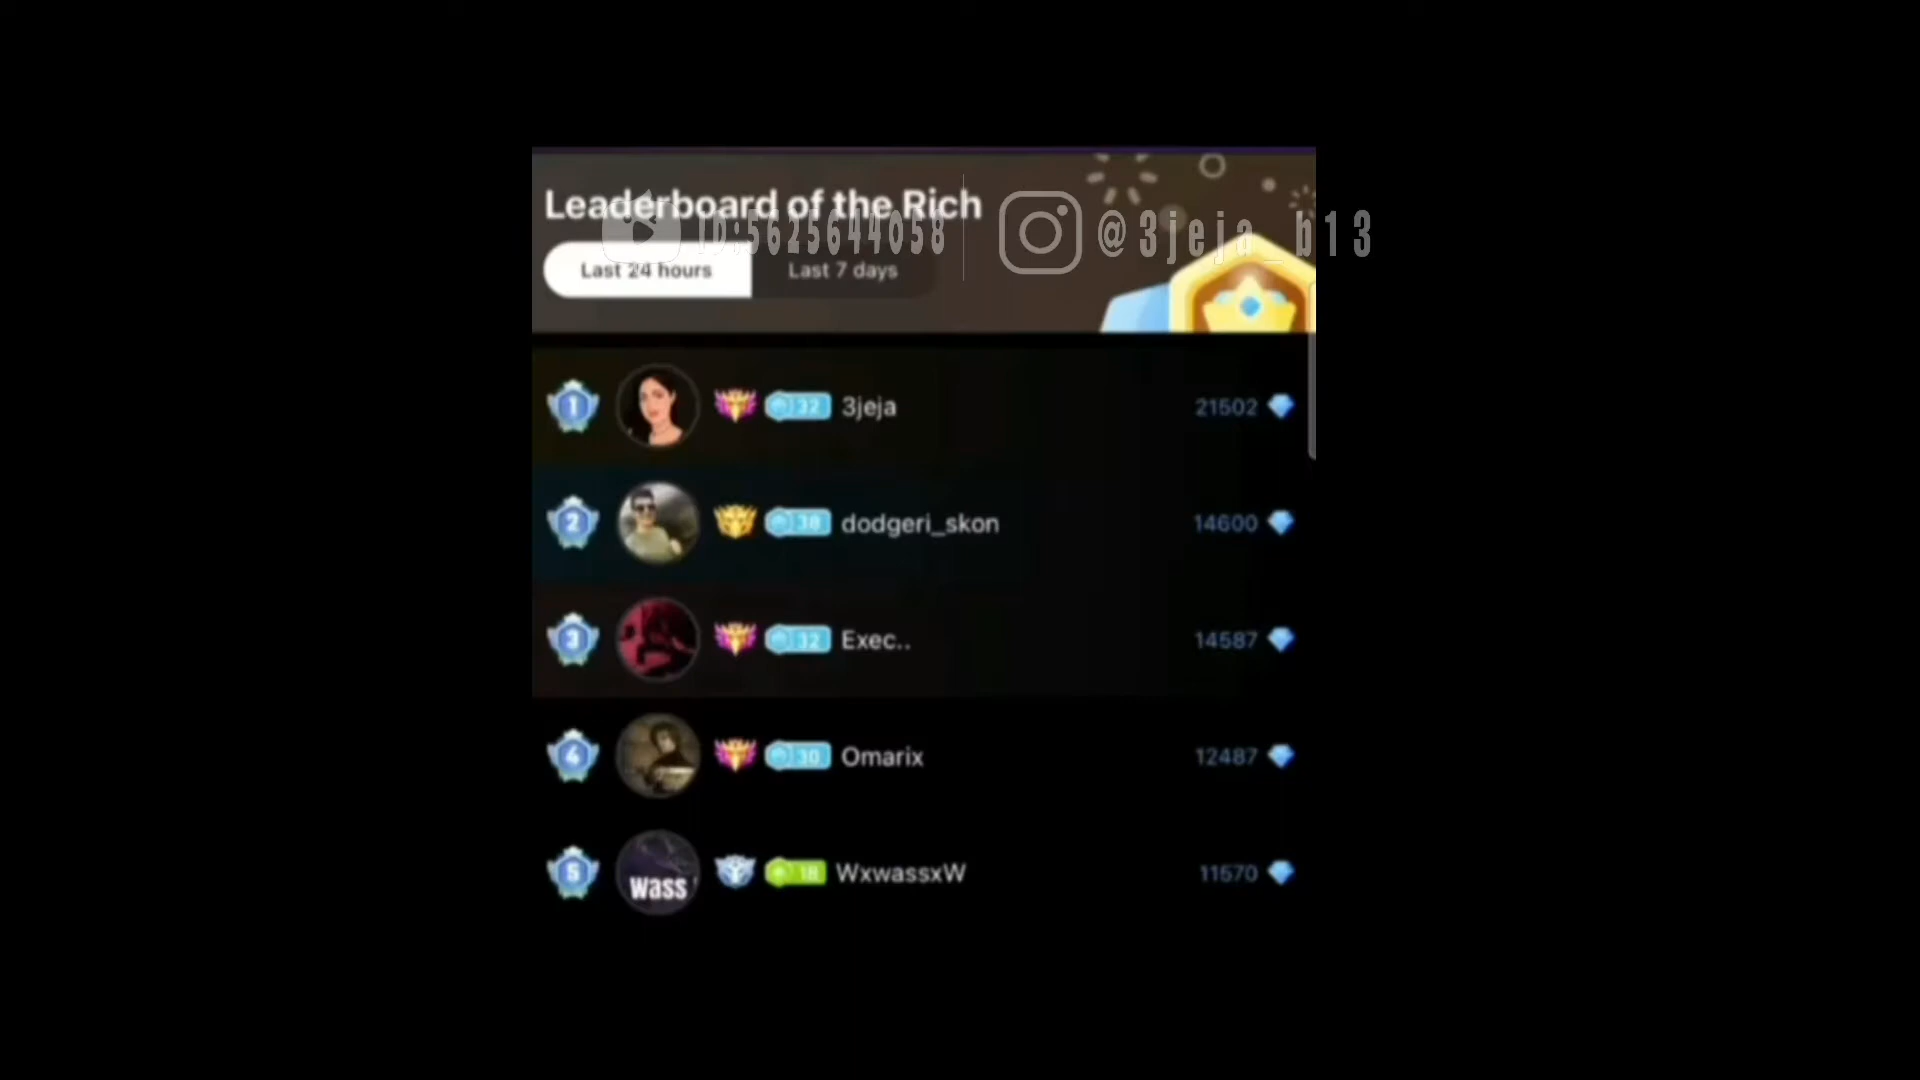 Leaderboard of the Rich
ID:5625644058
@3jeja_b13
Last 24 hours
Last 7 days
1 32 3jeja 21502
2 38 dodgeri_skon 14600
3 32 Exec.. 14587
4 30 Omarix 12487
5 wass 18 WxwassxW 11570